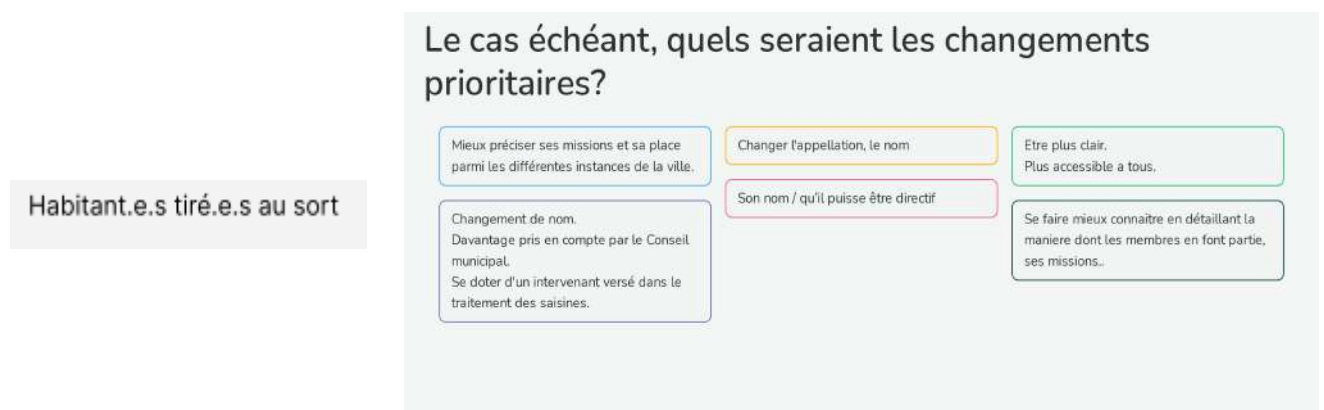 Habitant.e.s tiré.e.s au sort
Le cas échéant, quels seraient les changements
prioritaires?
Mieux préciser ses missions et sa place
parmi les différentes instances de la ville.
Changement de nom.
Davantage pris en compte par le Conseil
municipal.
Se doter d'un intervenant versé dans le
traitement des saisines.
Changer l'appellation, le nom
Son nom / qu'il puisse être directif
Etre plus clair.
Plus accessible a tous.
Se faire mieux connaitre en détaillant la
maniere dont les membres en font partie,
ses missions..